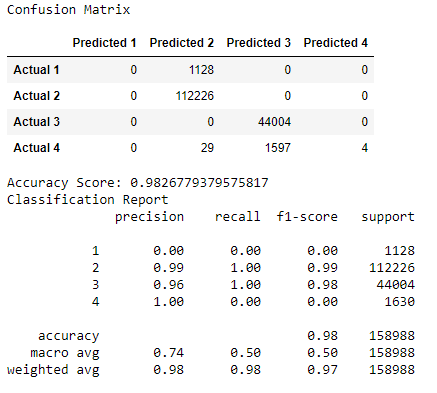 Confusion Matrix
Predicted 1 Predicted 2 Predicted 3 Predicted 4
Actual 1 0 1128 0 0
Actual 2 0 112226 0 0
Actual 3 0 0 44004 0
Actual 4 0 29 1597 4
Accuracy Score: 0.9826779379575817
Classification Report
precision recall f1-score support
1 0.00 0.00 0.00 1128
2 0.99 1.00 0.99 112226
3 0.96 1.00 0.98 44004
4 1.00 0.00 0.00 1630
accuracy 0.98 158988
macro avg 0.74 0.50 0.50 158988
weighted avg 0.98 0.98 0.97 158988